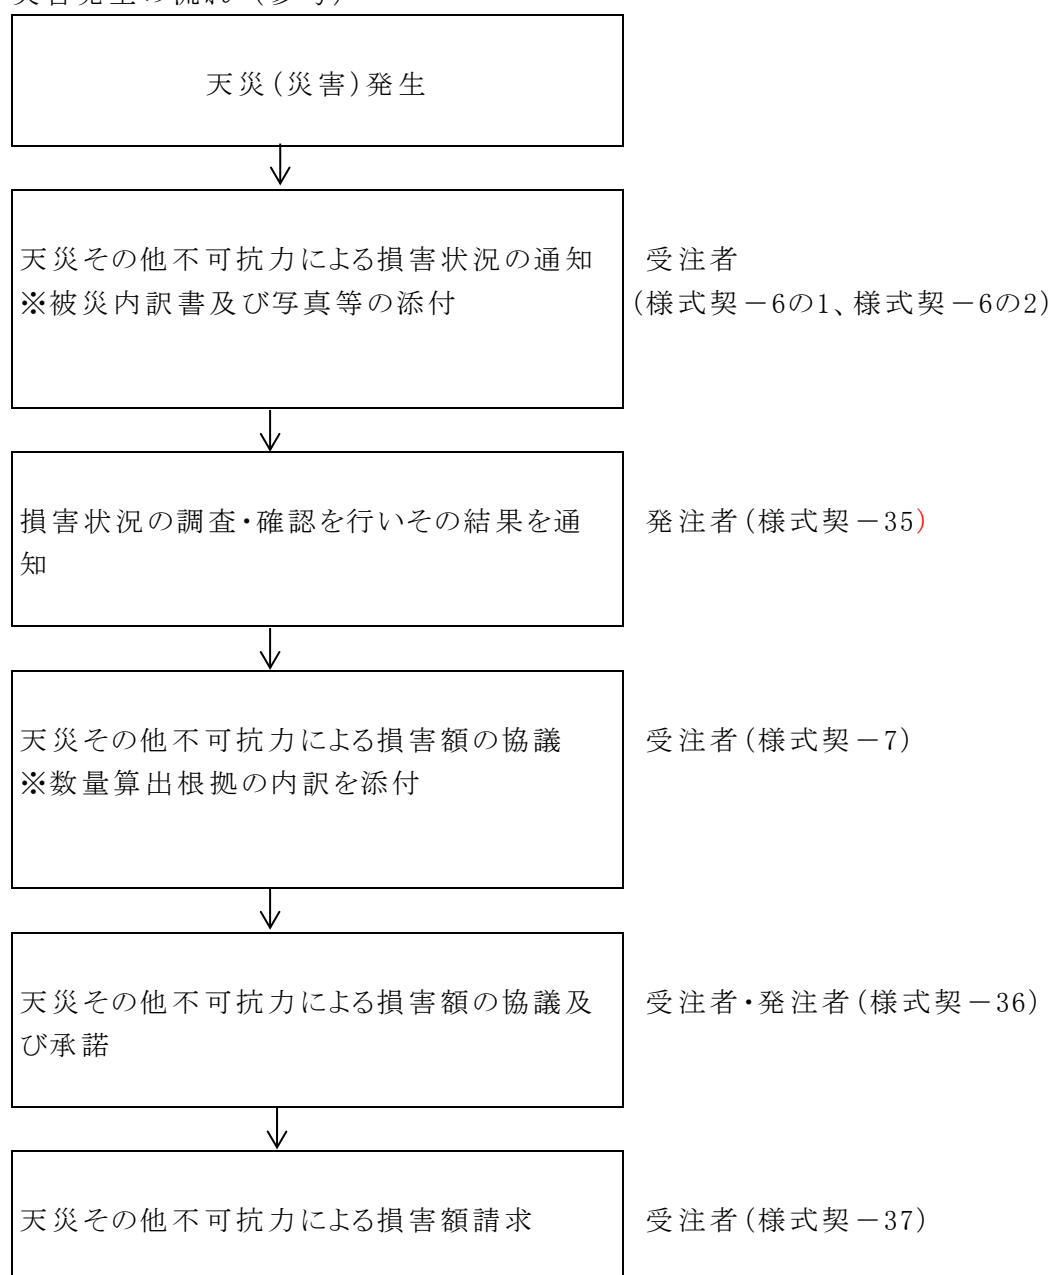 天災(災害)発生
天災その他不可抗力による損害状況の通知
※被災内訳書及び写真等の添付
受注者
(様式契－6の1、様式契－6の2)
損害状況の調査・確認を行いその結果を通
知
発注者(様式契－35)
天災その他不可抗力による損害額の協議
※数量算出根拠の内訳を添付
受注者(様式契－7)
天災その他不可抗力による損害額の協議及
び承諾
受注者・発注者(様式契－36)
天災その他不可抗力による損害額請求
受注者(様式契－37)